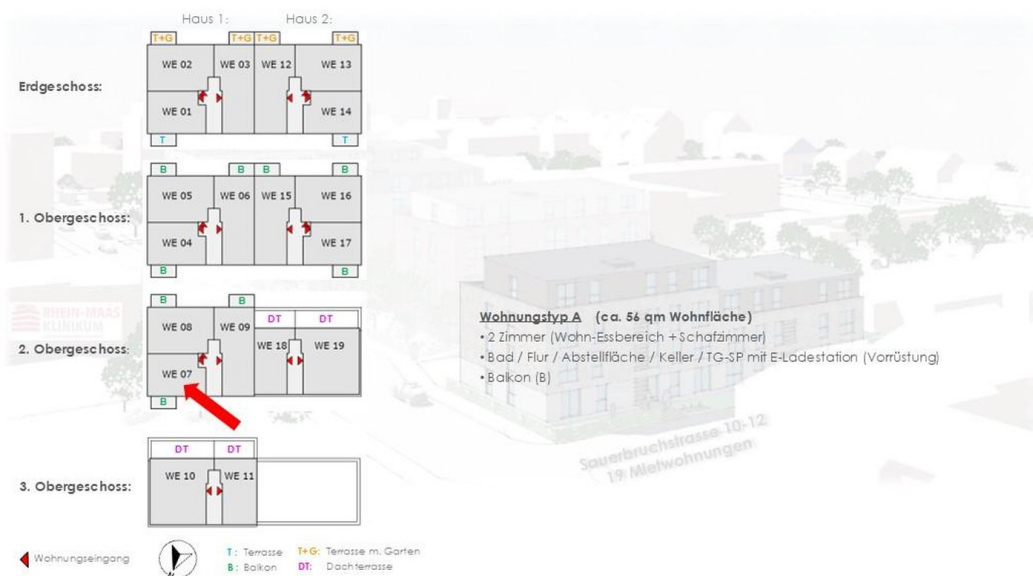 Haus 1: Haus 2:
T+G T+G T+G T+G
WE 02 WE 03 WE 12 WE 13
Erdgeschoss:
WE 01 WE 14
T T
B B B B
WE 05 WE 06 WE 15 WE 16
1. Obergeschoss:
WE 04 WE 17
B B
B B
DT DT
WE 08 WE 09
RHEIN-MAAS
KLINIKUM
WE 18 WE 19
2. Obergeschoss:
WE 07
B
Wohnungstyp A (ca. 56 qm Wohnfläche)
• 2 Zimmer (Wohn-Essbereich + Schafzimmer)
• Bad / Flur / Abstellfläche / Keller / TG-SP mit E-Ladestation (Vorrüstung)
• Balkon (B)
Sauerbruchstrasse 10-12
19 Mietwohnungen
DT DT
WE 10 WE 11
3. Obergeschoss:
Wohnungseingang
N
T: Terrasse T+G: Terrasse m. Garten
B: Balkon DT: Dachterrasse